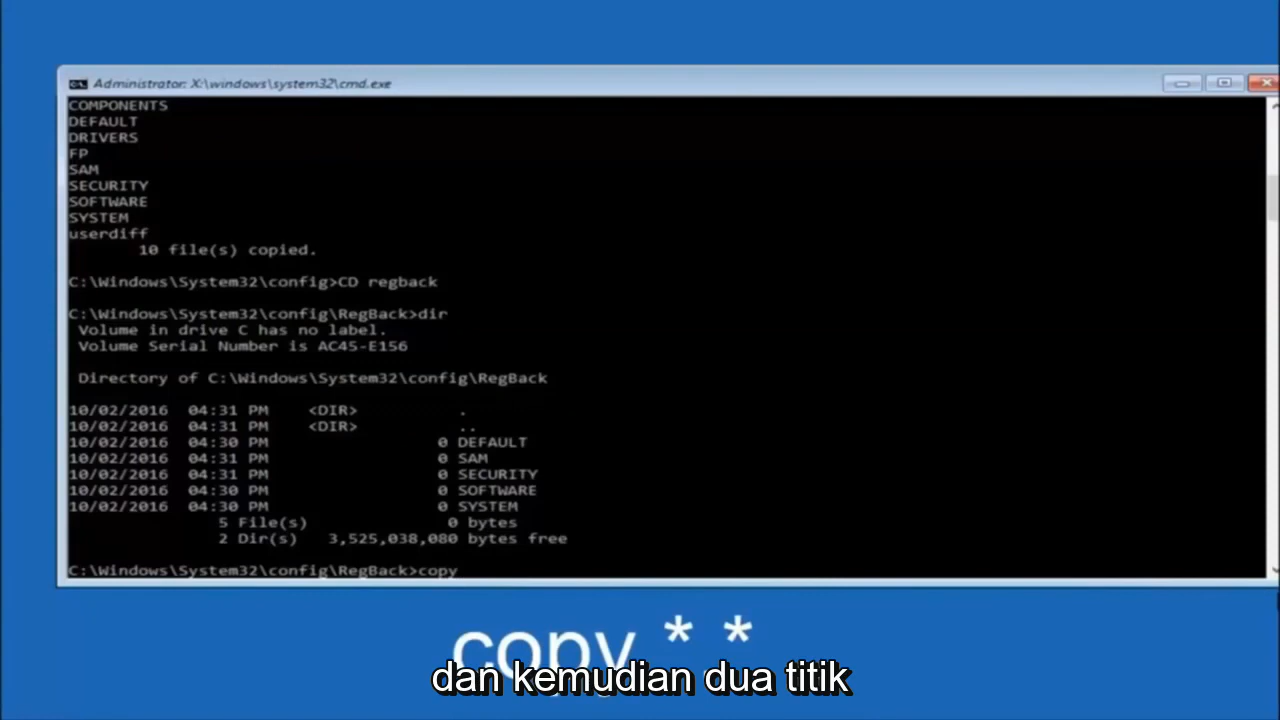 Administrator: X:\windows\system32\cmd.exe
COMPONENTS
DEFAULT
DRIVERS
FP
SAM
SECURITY
SOFTWARE
SYSTEM
userdiff
10 file(s) copied.
C:\Windows\System32\config>CD regback
C:\Windows\System32\config\RegBack>dir
Volume in drive C has no label.
Volume Serial Number is AC45-E156
Directory of C:\Windows\System32\config\RegBack
10/02/2016 04:31 PM <DIR> .
10/02/2016 04:31 PM <DIR> ..
10/02/2016 04:30 PM 0 DEFAULT
10/02/2016 04:31 PM 0 SAM
10/02/2016 04:31 PM 0 SECURITY
10/02/2016 04:30 PM 0 SOFTWARE
10/02/2016 04:30 PM 0 SYSTEM
5 File(s) 0 bytes
2 Dir(s) 3,525,038,080 bytes free
C:\Windows\System32\config\RegBack>copy
copy * *
dan kemudian dua titik